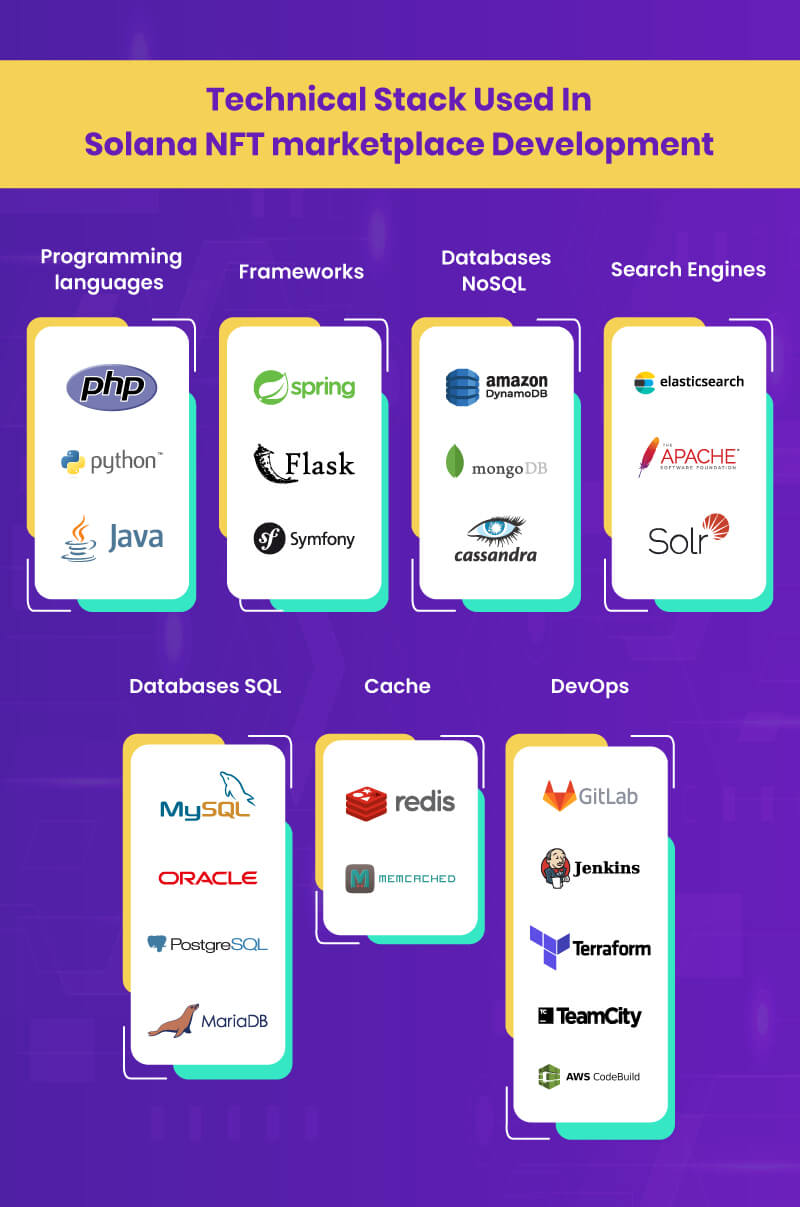 Technical Stack Used In
Solana NFT marketplace Development
Programming
languages
php
python™
Java
Frameworks
spring
Flask
sf Symfony
Databases
NoSQL
amazon
DynamoDB
mongoDB
cassandra
Search Engines
elasticsearch
THE
APACHE
SOFTWARE FOUNDATION
Solr
Databases SQL
MySQL
ORACLE
PostgreSQL
MariaDB
Cache
redis
M MEMCACHED
DevOps
GitLab
Jenkins
Terraform
TC TeamCity
AWS CodeBuild